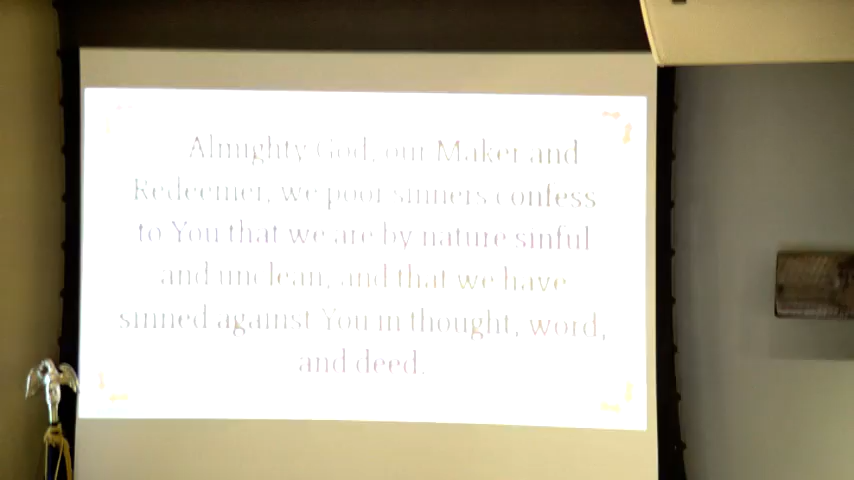 Almighty God, our Maker and
Redeemer, we poor sinners confess
to You that we are by nature sinful
and unclean, and that we have
sinned against You in thought, word,
and deed.